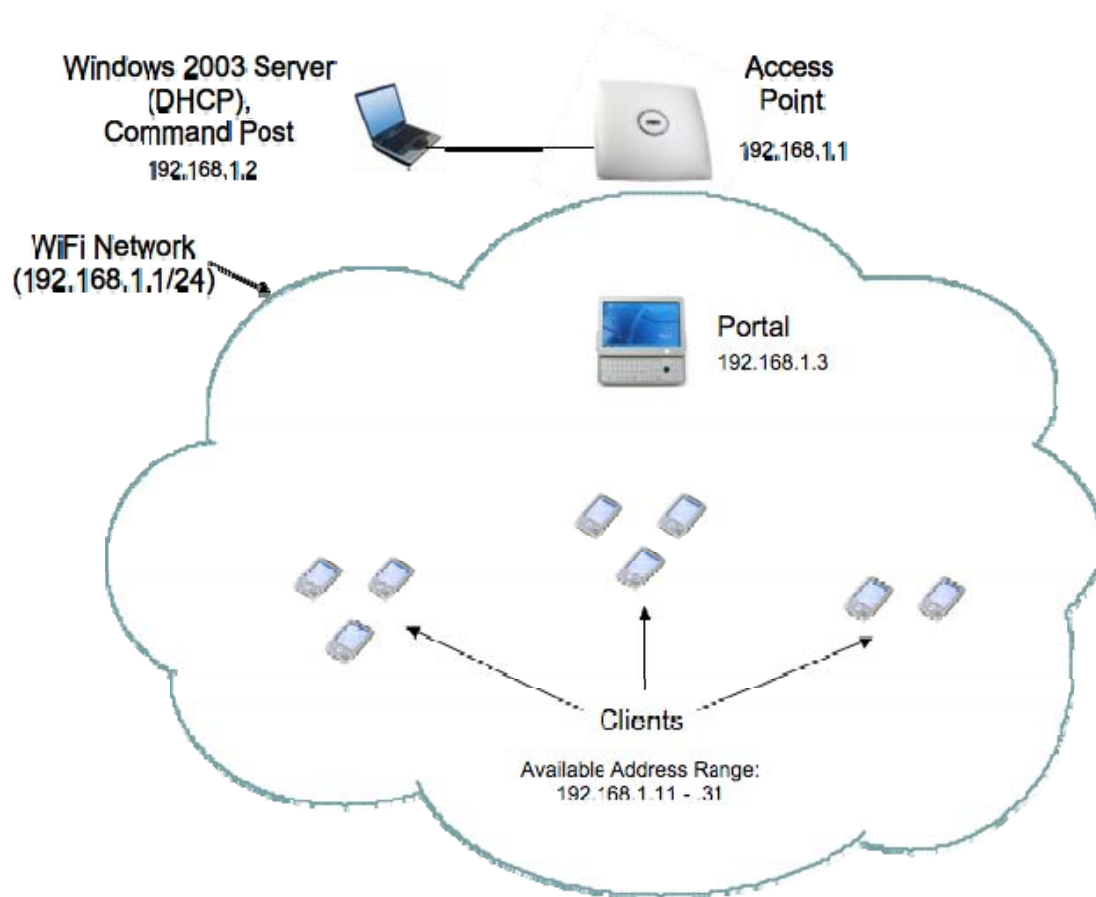 Windows 2003 Server
(DHCP),
Command Post
192.168.1.2
Access
Point
192.168.1.1
WiFi Network
(192.168.1.1/24)
Portal
192.168.1.3
Clients
Available Address Range:
192.168.1.11 - .31